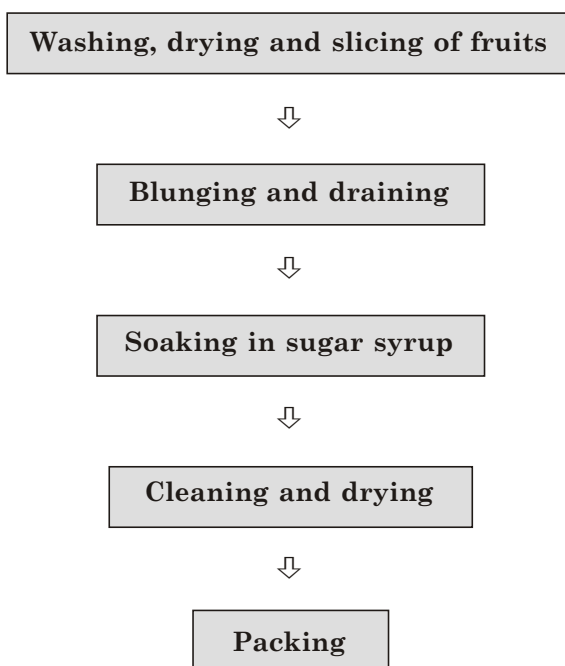 Washing, drying and slicing of fruits
Blunging and draining
Soaking in sugar syrup
Cleaning and drying
Packing